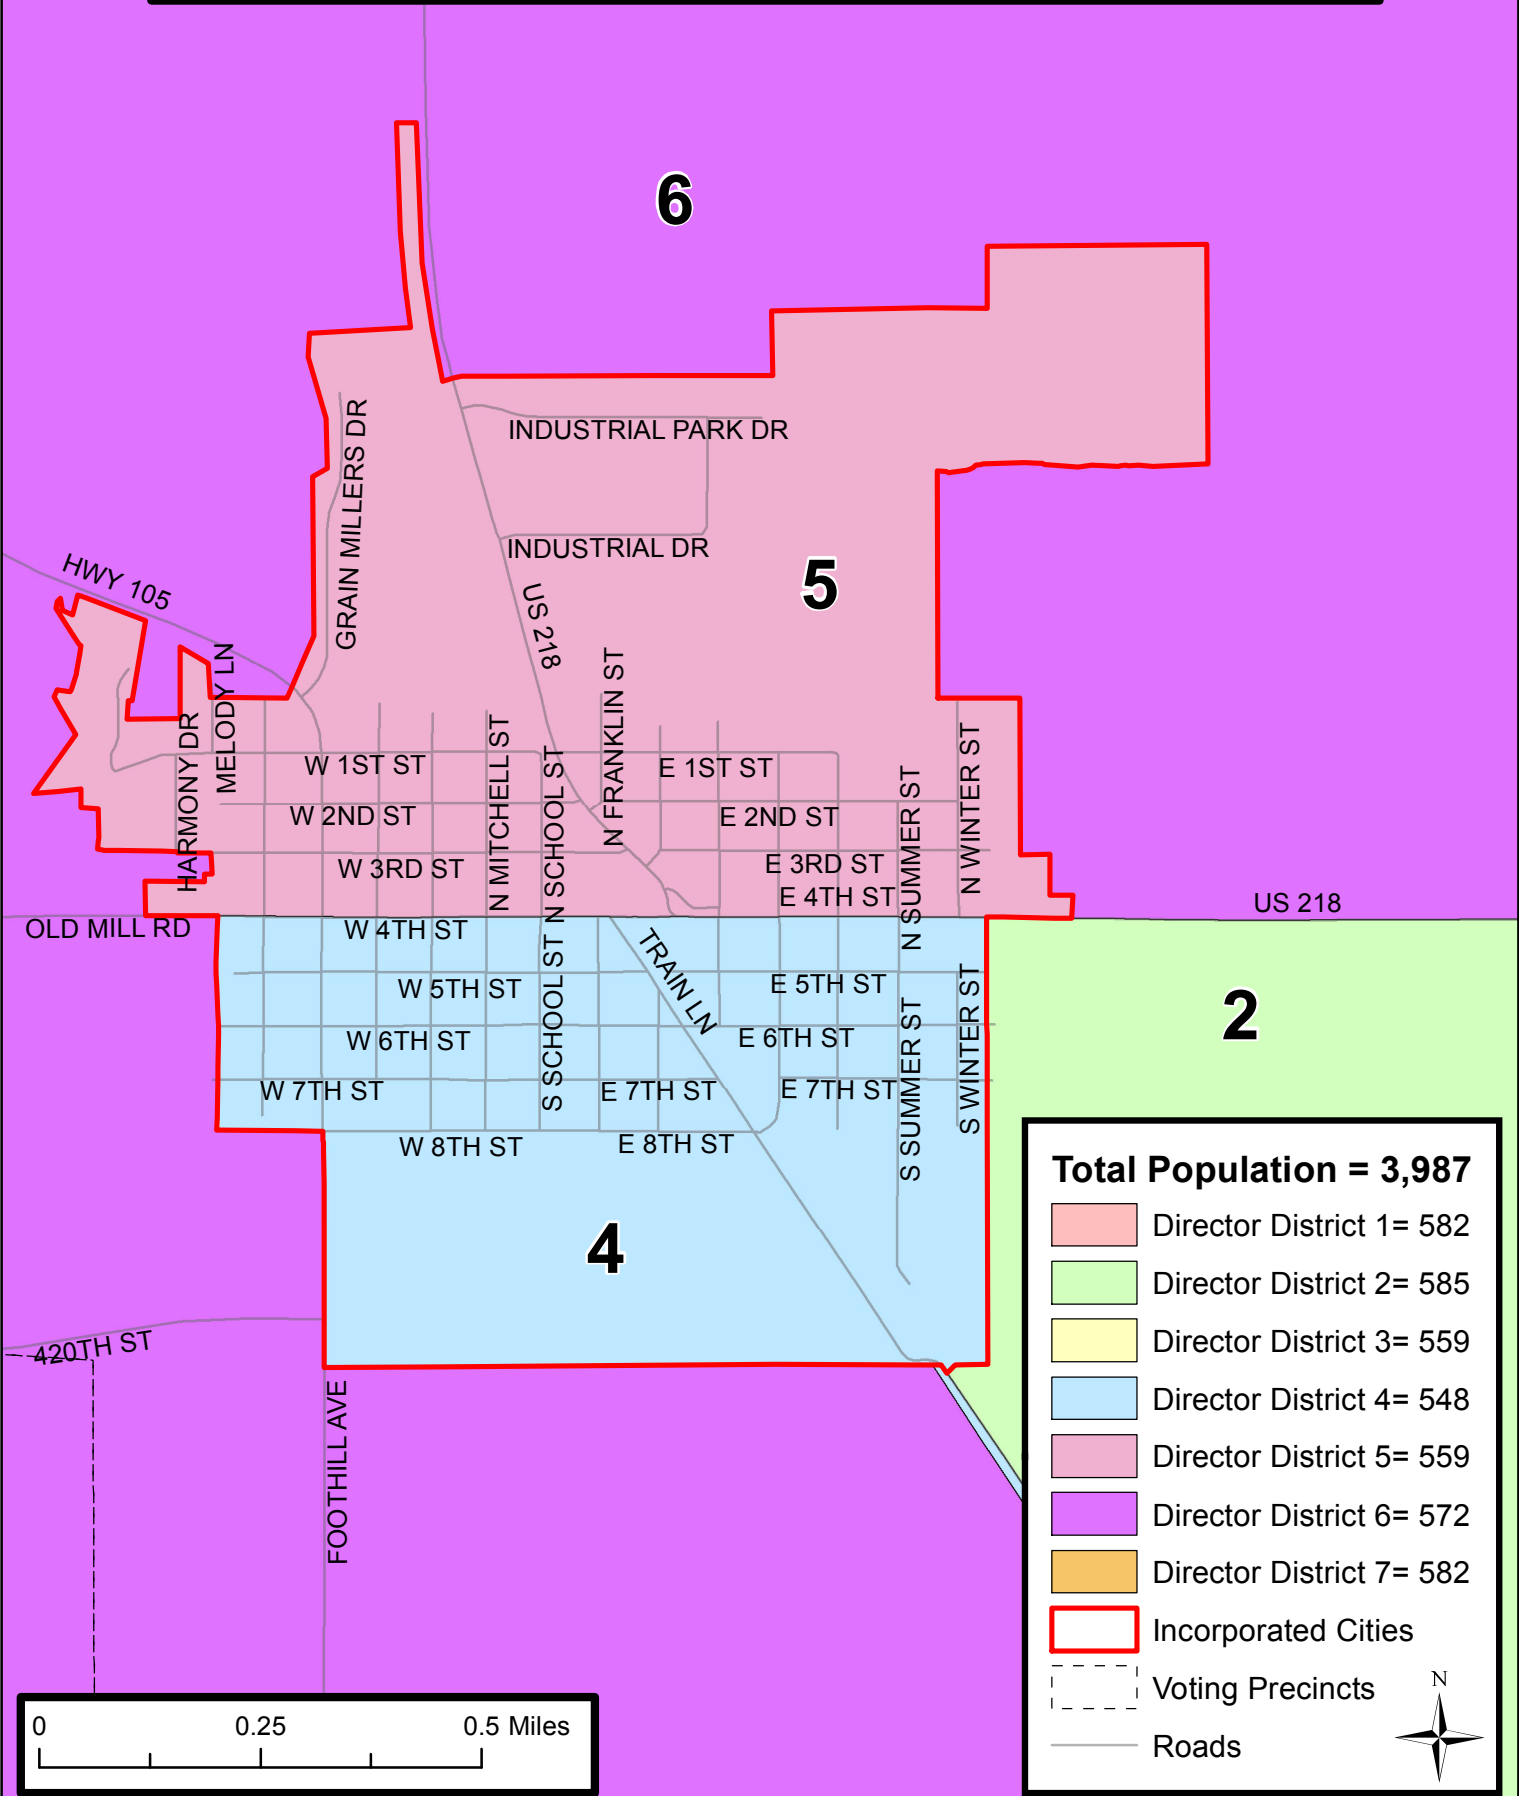 6
INDUSTRIAL PARK DR
GRAIN MILLERS DR
INDUSTRIAL DR
HWY 105
5
US 218
MELODY LN
N FRANKLIN ST
HARMONY DR
N MITCHELL ST
N SCHOOL ST
W 1ST ST
E 1ST ST
N SUMMER ST
N WINTER ST
W 2ND ST
E 2ND ST
W 3RD ST
E 3RD ST
E 4TH ST
US 218
OLD MILL RD
W 4TH ST
TRAIN LN
S SCHOOL ST
W 5TH ST
E 5TH ST
S WINTER ST
2
W 6TH ST
E 6TH ST
S SUMMER ST
W 7TH ST
E 7TH ST
E 7TH ST
W 8TH ST
E 8TH ST
4
420TH ST
FOOTHILL AVE
Total Population = 3,987
Director District 1= 582
Director District 2= 585
Director District 3= 559
Director District 4= 548
Director District 5= 559
Director District 6= 572
Director District 7= 582
Incorporated Cities
Voting Precincts
Roads
N
0 0.25 0.5 Miles